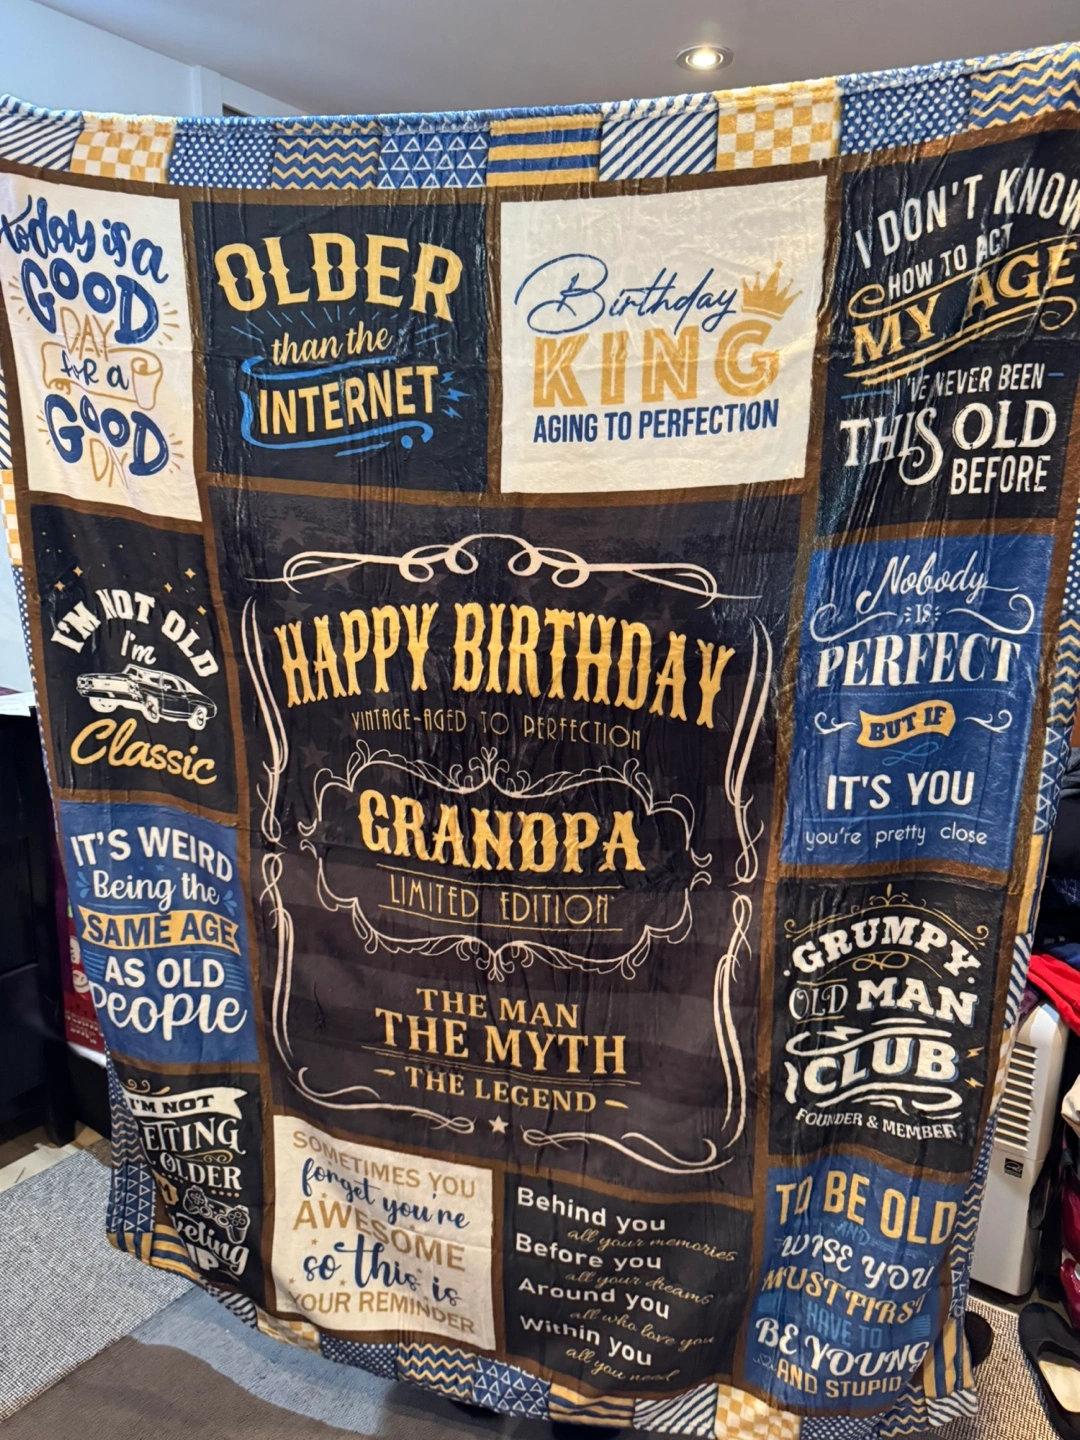 today is a
GOOD
DAY
foR a
GOOD
DAY
OLDER
than the
INTERNET
Birthday
KING
AGING TO PERFECTION
I DON'T KNOW
HOW TO ACT
MY AGE
I'VE NEVER BEEN
THIS OLD
BEFORE
I'M NOT OLD
I'm
Classic
HAPPY BIRTHDAY
VINTAGE-AGED TO PERFECTION
GRANDPA
LIMITED EDITION
THE MAN
THE MYTH
- THE LEGEND -
Nobody
IS
PERFECT
BUT IF
IT'S YOU
you're pretty close
IT'S WEIRD
Being the
SAME AGE
AS OLD
People
GRUMPY
OLD MAN
CLUB
FOUNDER & MEMBER
I'M NOT
ETTING
OLDER
veling
UP
SOMETIMES YOU
forget you're
AWESOME
so this is
YOUR REMINDER
Behind you
all your memories
Before you
all your dreams
Around you
all who love you
Within you
all you need
TO BE OLD
AND
WISE YOU
MUST FIRST
HAVE TO
BE YOUNG
AND STUPID